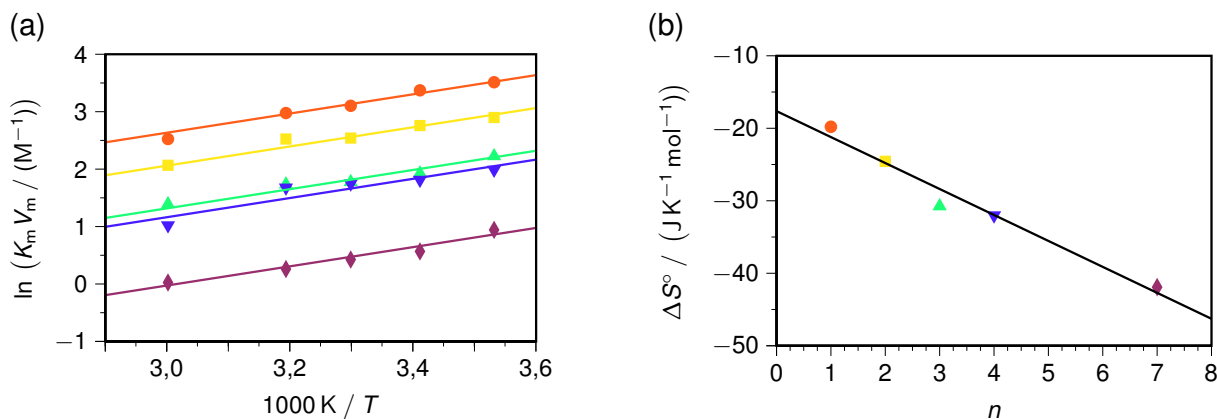 (a)
ln (KₘVₘ / (M⁻¹))
4
3
2
1
0
−1
3,0
3,2
3,4
3,6
1000 K / T
(b)
ΔS° / (J K⁻¹ mol⁻¹)
−10
−20
−30
−40
−50
0 1 2 3 4 5 6 7 8
n